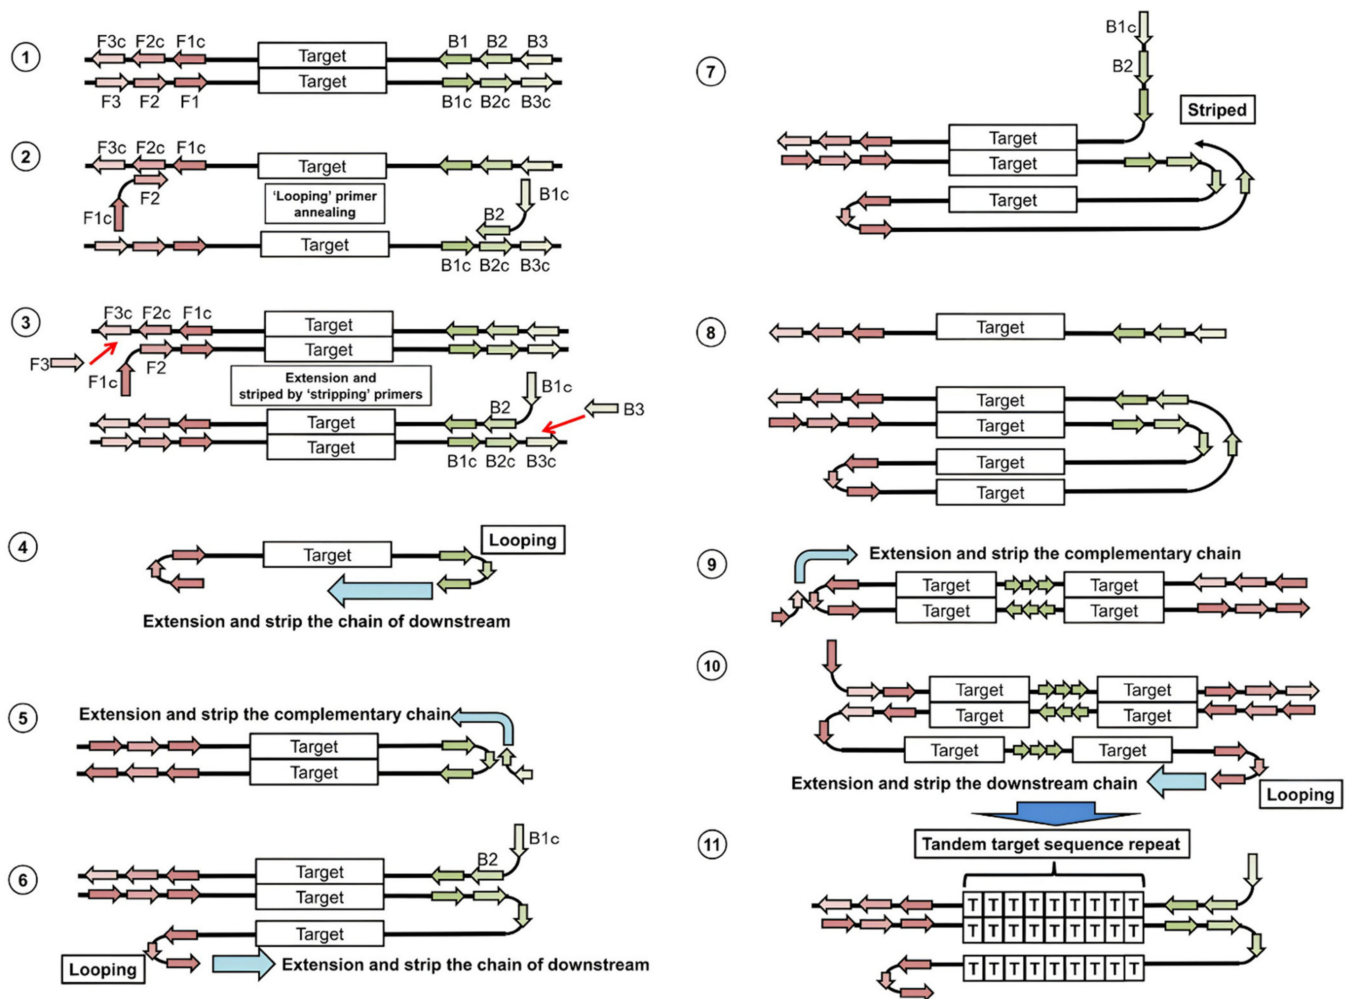 1
F3c F2c F1c B1 B2 B3
Target
Target
F3 F2 F1 B1c B2c B3c
2
F3c F2c F1c
Target
F2
'Looping' primer
annealing
B1c
F1c
B2
Target
B1c B2c B3c
3
F3c F2c F1c
Target
Target
F3
F1c
F2
Extension and
striped by 'stripping' primers
B1c
B2
B3
Target
Target
B1c B2c B3c
4
Looping
Target
Extension and strip the chain of downstream
5
Extension and strip the complementary chain
Target
Target
6
B1c
B2
Target
Target
Target
Looping
Extension and strip the chain of downstream
7
B1c
B2
Striped
Target
Target
Target
8
Target
Target
Target
Target
Target
9
Extension and strip the complementary chain
Target Target
Target Target
10
Target Target
Target Target
Target Target
Extension and strip the downstream chain
Looping
11
Tandem target sequence repeat
T T T T T T T T T
T T T T T T T T T
T T T T T T T T T